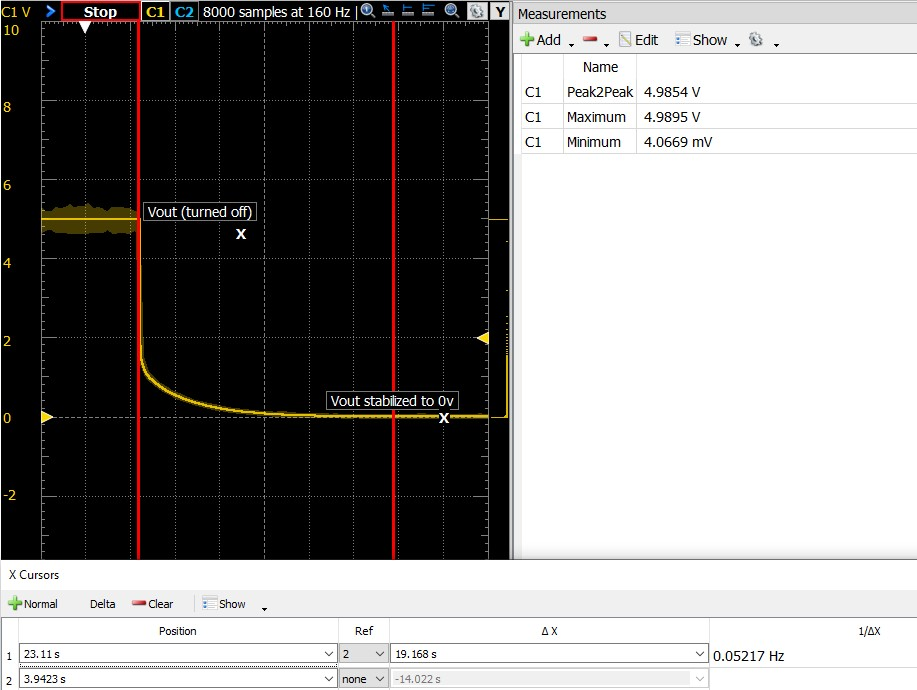 C1 V Stop C1 C2 8000 samples at 160 Hz Y
10
8
6
4
2
0
-2
Vout (turned off)
X
Vout stabilized to 0v
X
Measurements
Add Edit Show
Name
C1 Peak2Peak 4.9854 V
C1 Maximum 4.9895 V
C1 Minimum 4.0669 mV
X Cursors
Normal Delta Clear Show
Position Ref Δ X 1/ΔX
1 23.11 s 2 19.168 s 0.05217 Hz
2 3.9423 s none -14.022 s